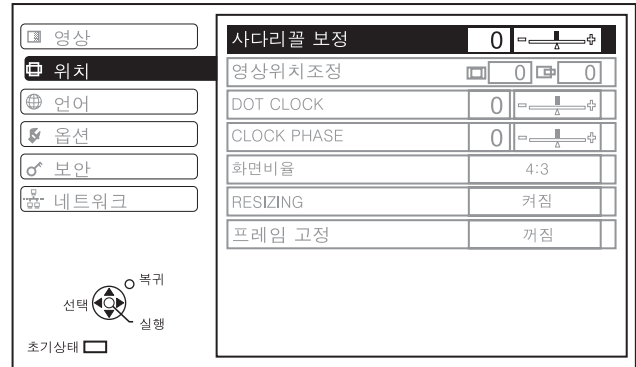 영상
위치
언어
옵션
보안
네트워크
복귀
선택
실행
초기상태
사다리꼴 보정 0 - +
영상위치조정 0 0
DOT CLOCK 0 - +
CLOCK PHASE 0 - +
화면비율 4:3
RESIZING 켜짐
프레임 고정 꺼짐